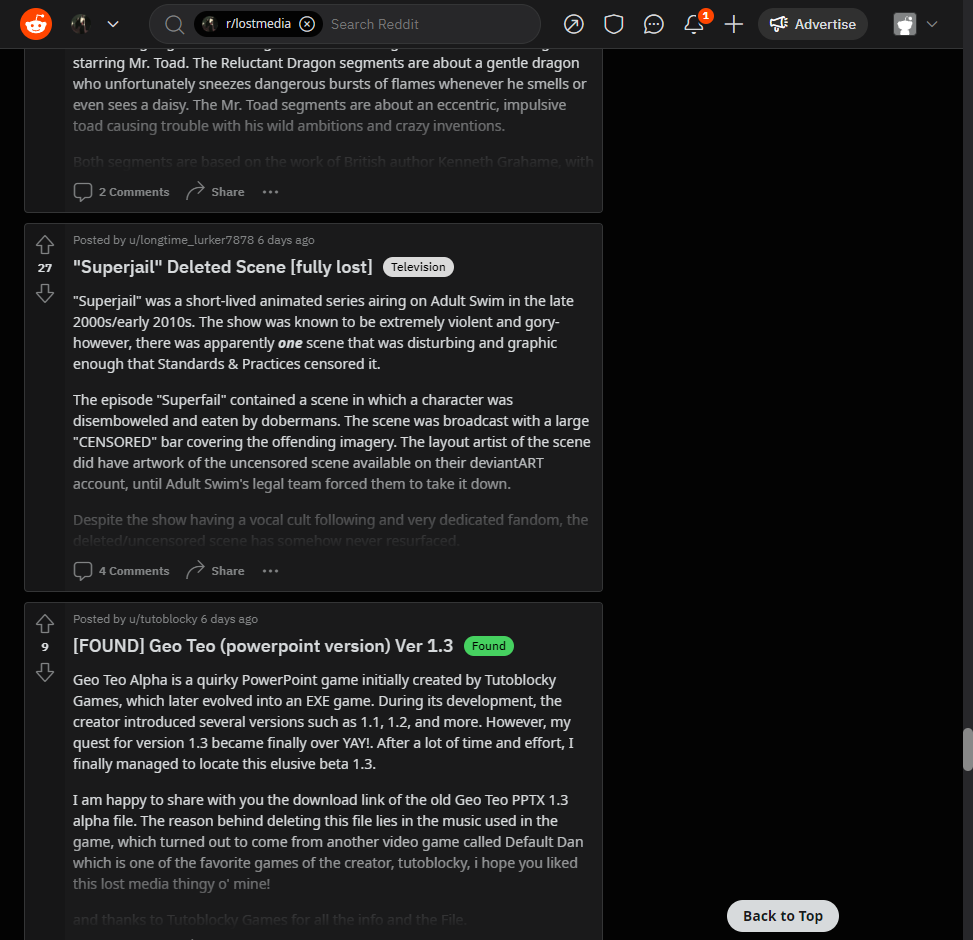 r/lostmedia
Search Reddit
1
Advertise
starring Mr. Toad. The Reluctant Dragon segments are about a gentle dragon
who unfortunately sneezes dangerous bursts of flames whenever he smells or
even sees a daisy. The Mr. Toad segments are about an eccentric, impulsive
toad causing trouble with his wild ambitions and crazy inventions.
Both segments are based on the work of British author Kenneth Grahame, with
2 Comments
Share
Posted by u/longtime_lurker7878 6 days ago
27
"Superjail" Deleted Scene [fully lost]
Television
"Superjail" was a short-lived animated series airing on Adult Swim in the late
2000s/early 2010s. The show was known to be extremely violent and gory-
however, there was apparently one scene that was disturbing and graphic
enough that Standards & Practices censored it.
The episode "Superfail" contained a scene in which a character was
disemboweled and eaten by dobermans. The scene was broadcast with a large
"CENSORED" bar covering the offending imagery. The layout artist of the scene
did have artwork of the uncensored scene available on their deviantART
account, until Adult Swim's legal team forced them to take it down.
Despite the show having a vocal cult following and very dedicated fandom, the
deleted/uncensored scene has somehow never resurfaced.
4 Comments
Share
Posted by u/tutoblocky 6 days ago
9
[FOUND] Geo Teo (powerpoint version) Ver 1.3
Found
Geo Teo Alpha is a quirky PowerPoint game initially created by Tutoblocky
Games, which later evolved into an EXE game. During its development, the
creator introduced several versions such as 1.1, 1.2, and more. However, my
quest for version 1.3 became finally over YAY!. After a lot of time and effort, I
finally managed to locate this elusive beta 1.3.
I am happy to share with you the download link of the old Geo Teo PPTX 1.3
alpha file. The reason behind deleting this file lies in the music used in the
game, which turned out to come from another video game called Default Dan
which is one of the favorite games of the creator, tutoblocky, i hope you liked
this lost media thingy o' mine!
and thanks to Tutoblocky Games for all the info and the File.
Back to Top